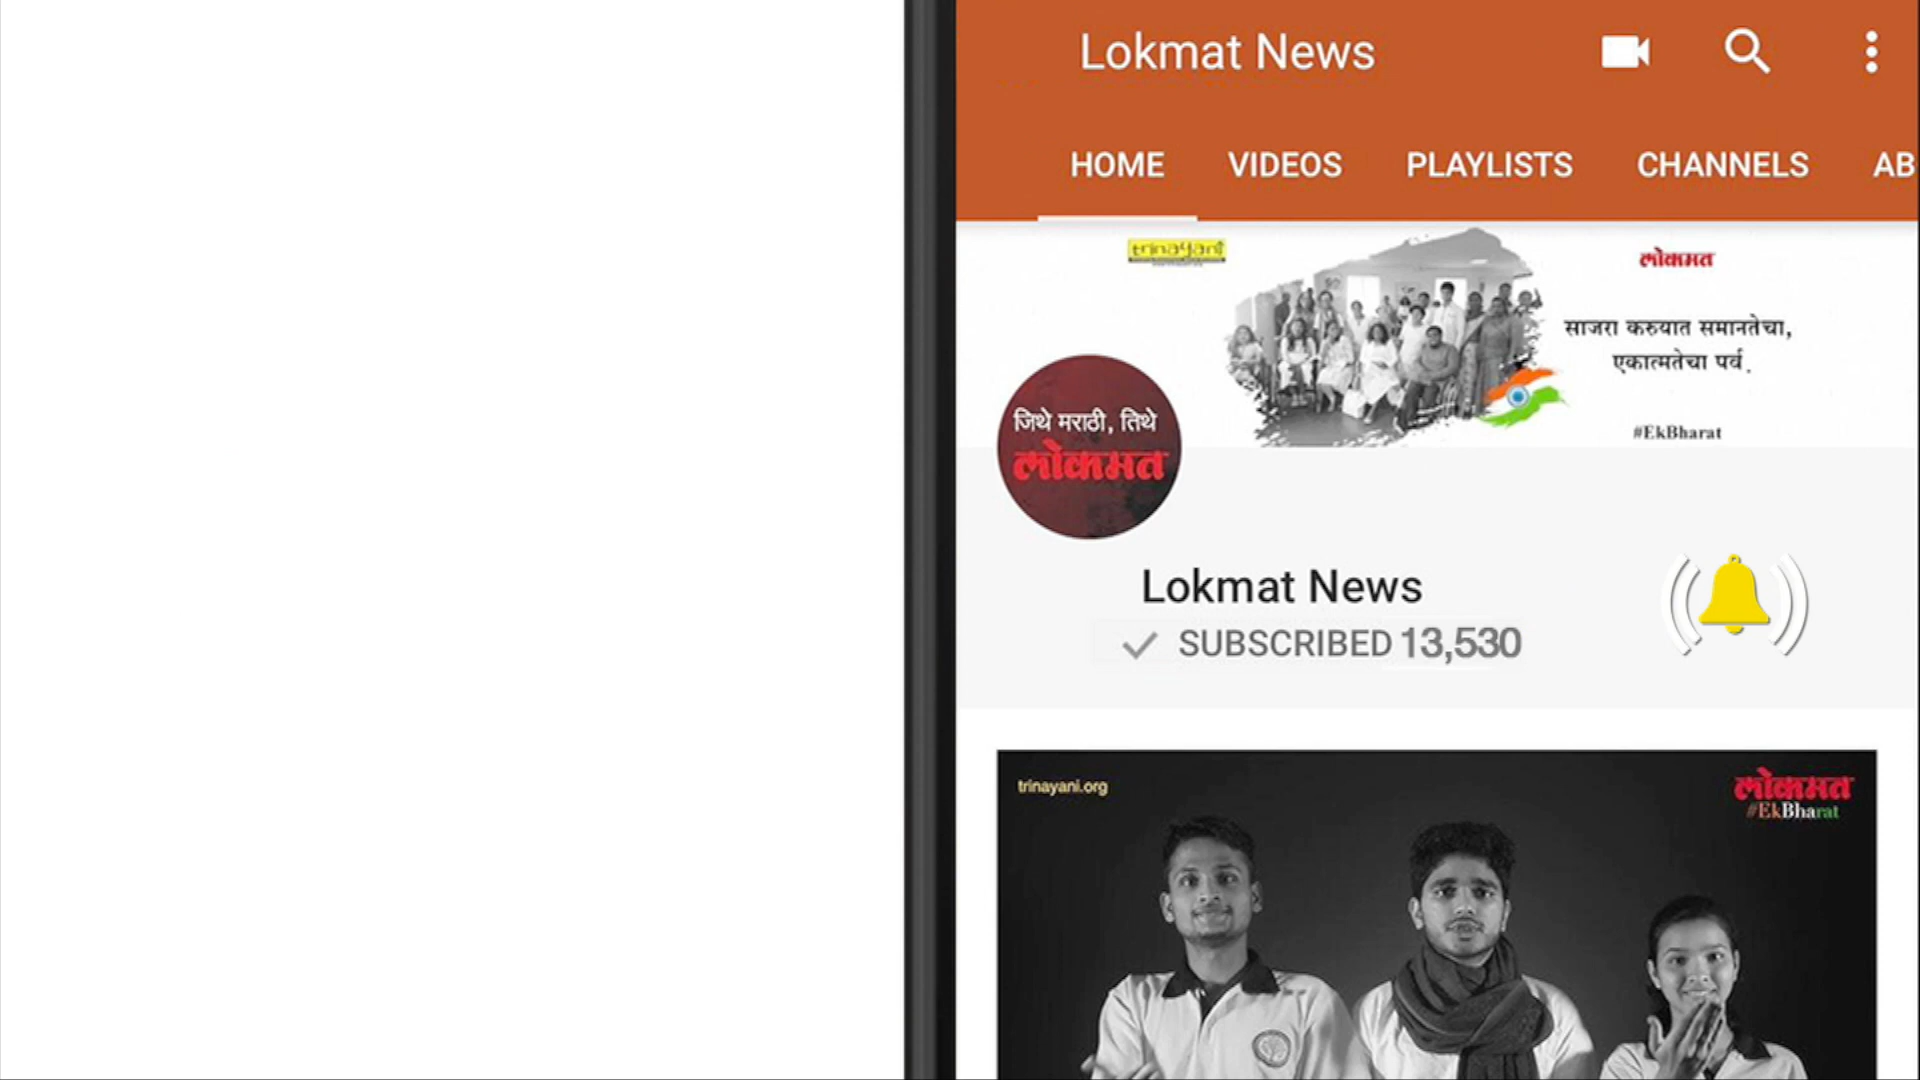 Lokmat News
HOME VIDEOS PLAYLISTS CHANNELS AB
trinayani
लोकमत
साजरा करुयात समानतेचा,
एकात्मतेचा पर्व.
#EkBharat
जिथे मराठी, तिथे
लोकमत
Lokmat News
SUBSCRIBED 13,530
trinayani.org
लोकमत
#EkBharat